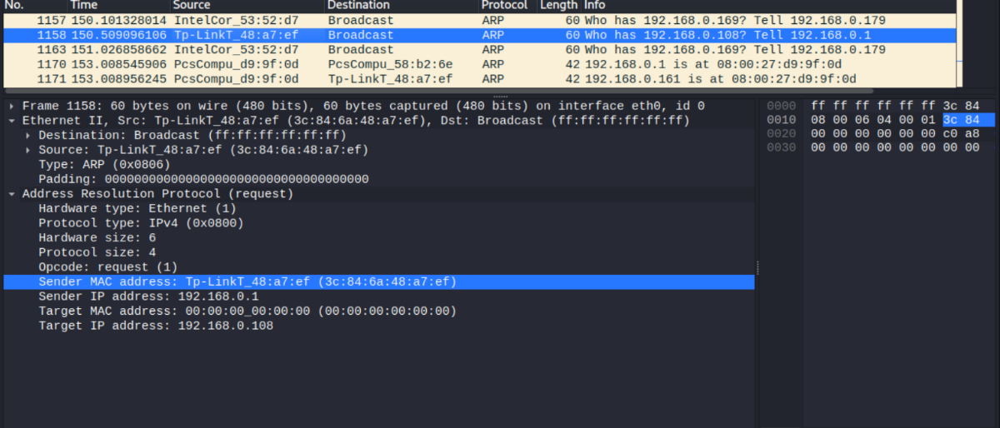 No. Time Source Destination Protocol Length Info
1157 150.101328014 IntelCor_53:52:d7 Broadcast ARP 60 Who has 192.168.0.169? Tell 192.168.0.179
1158 150.509096106 Tp-LinkT_48:a7:ef Broadcast ARP 60 Who has 192.168.0.108? Tell 192.168.0.1
1163 151.026858662 IntelCor_53:52:d7 Broadcast ARP 60 Who has 192.168.0.169? Tell 192.168.0.179
1170 153.008545906 PcsCompu_d9:9f:0d PcsCompu_58:b2:6e ARP 42 192.168.0.1 is at 08:00:27:d9:9f:0d
1171 153.008956245 PcsCompu_d9:9f:0d Tp-LinkT_48:a7:ef ARP 42 192.168.0.161 is at 08:00:27:d9:9f:0d
Frame 1158: 60 bytes on wire (480 bits), 60 bytes captured (480 bits) on interface eth0, id 0
Ethernet II, Src: Tp-LinkT_48:a7:ef (3c:84:6a:48:a7:ef), Dst: Broadcast (ff:ff:ff:ff:ff:ff)
Destination: Broadcast (ff:ff:ff:ff:ff:ff)
Source: Tp-LinkT_48:a7:ef (3c:84:6a:48:a7:ef)
Type: ARP (0x0806)
Padding: 000000000000000000000000000000000000
Address Resolution Protocol (request)
Hardware type: Ethernet (1)
Protocol type: IPv4 (0x0800)
Hardware size: 6
Protocol size: 4
Opcode: request (1)
Sender MAC address: Tp-LinkT_48:a7:ef (3c:84:6a:48:a7:ef)
Sender IP address: 192.168.0.1
Target MAC address: 00:00:00_00:00:00 (00:00:00:00:00:00)
Target IP address: 192.168.0.108
0000 ff ff ff ff ff ff 3c 84
0010 08 00 06 04 00 01 3c 84
0020 00 00 00 00 00 00 c0 a8
0030 00 00 00 00 00 00 00 00